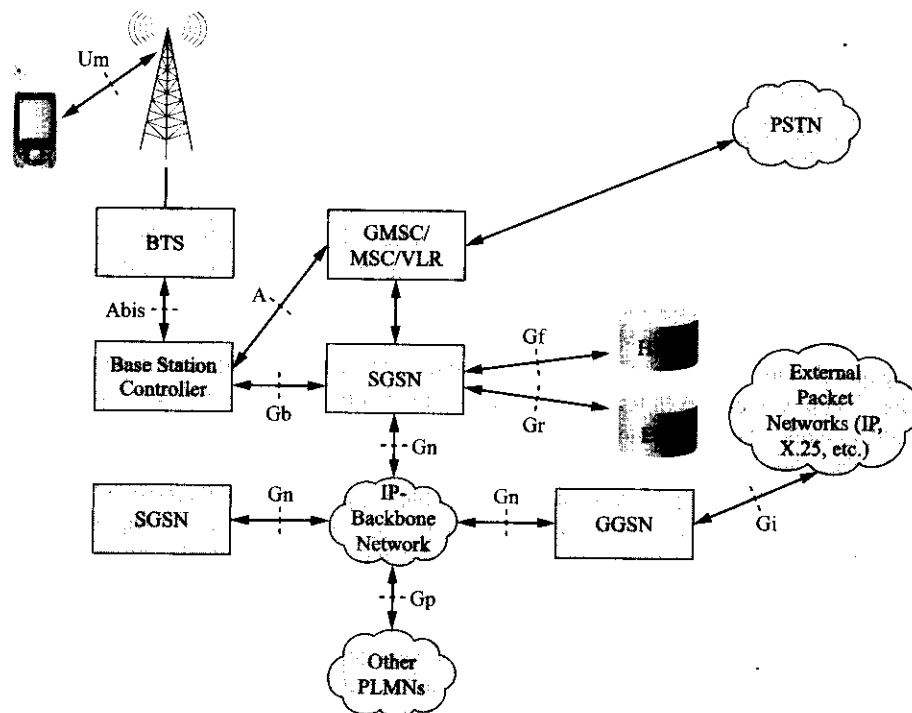 Um
PSTN
BTS
GMSC/
MSC/VLR
Abis
A
Base Station
Controller
SGSN
Gf
Gr
Gb
External
Packet
Networks (IP,
X.25, etc.)
Gn
SGSN
Gn
IP-
Backbone
Network
Gn
GGSN
Gi
Gp
Other
PLMNs